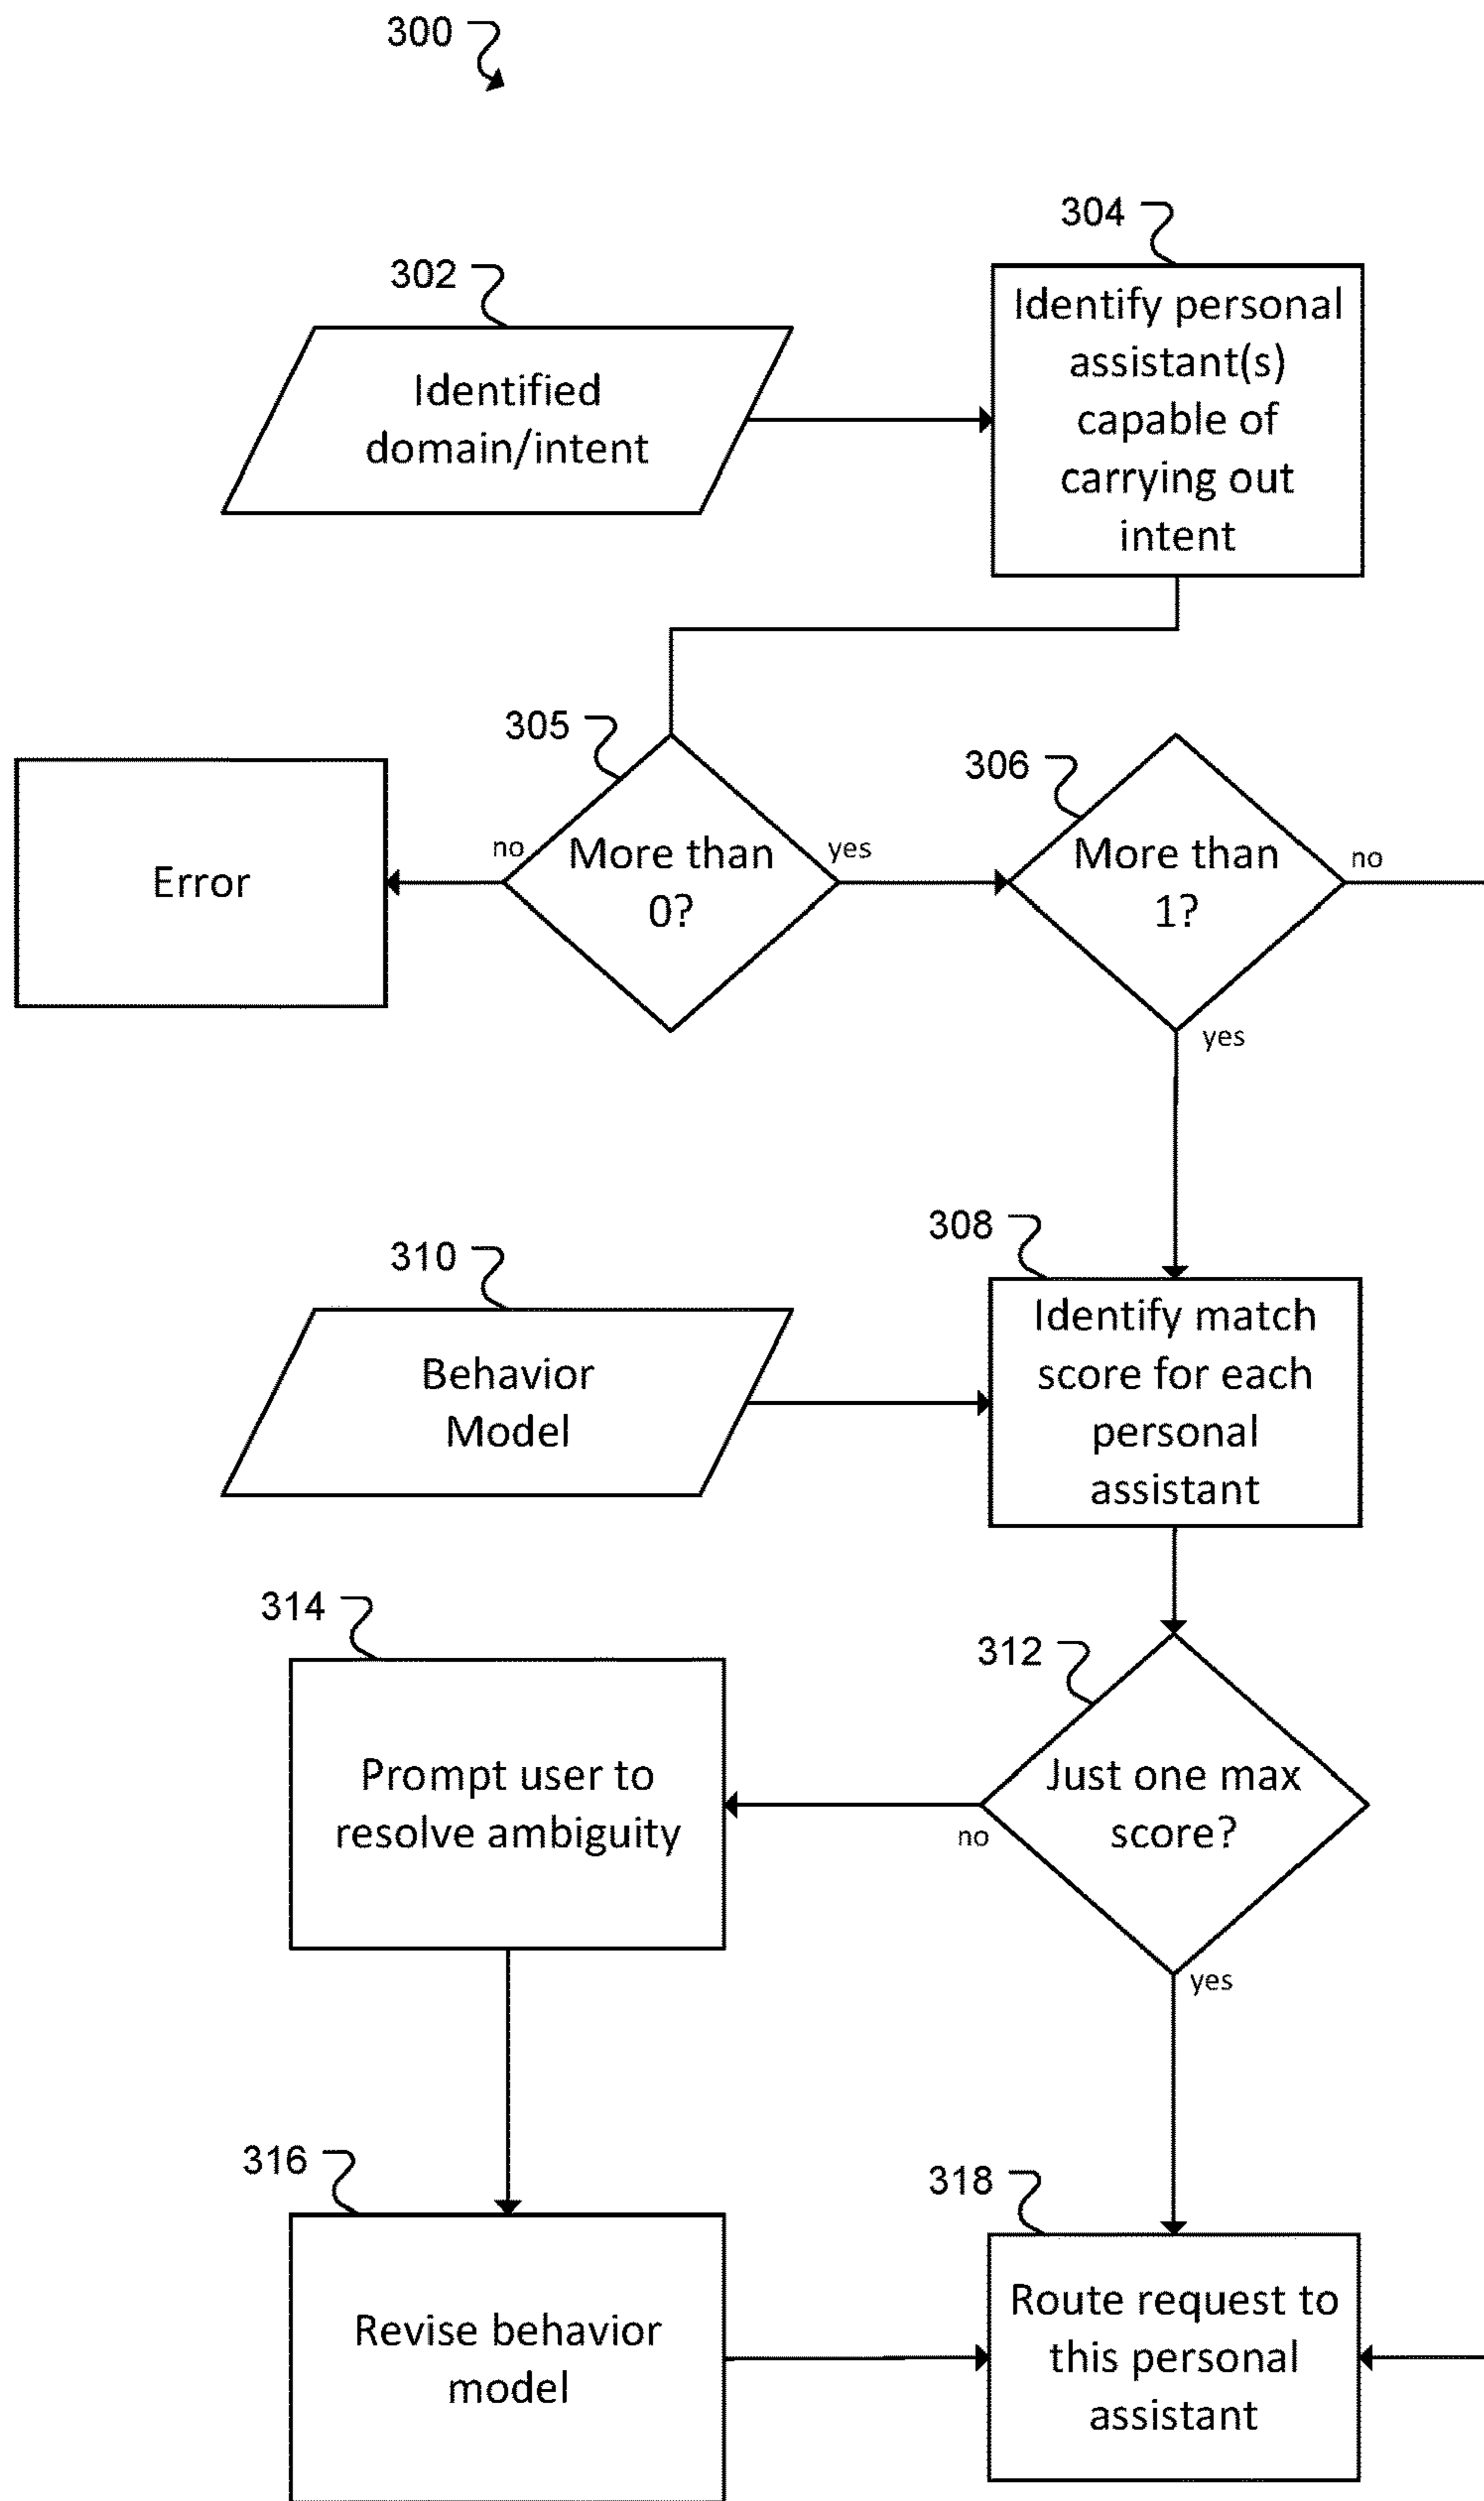 300
304
302
Identify personal
assistant(s)
capable of
carrying out
intent
Identified
domain/intent
305
306
Error
no
More than
0?
yes
More than
1?
no
yes
308
310
Identify match
score for each
personal
assistant
Behavior
Model
314
312
Prompt user to
resolve ambiguity
no
Just one max
score?
yes
316
318
Revise behavior
model
Route request to
this personal
assistant